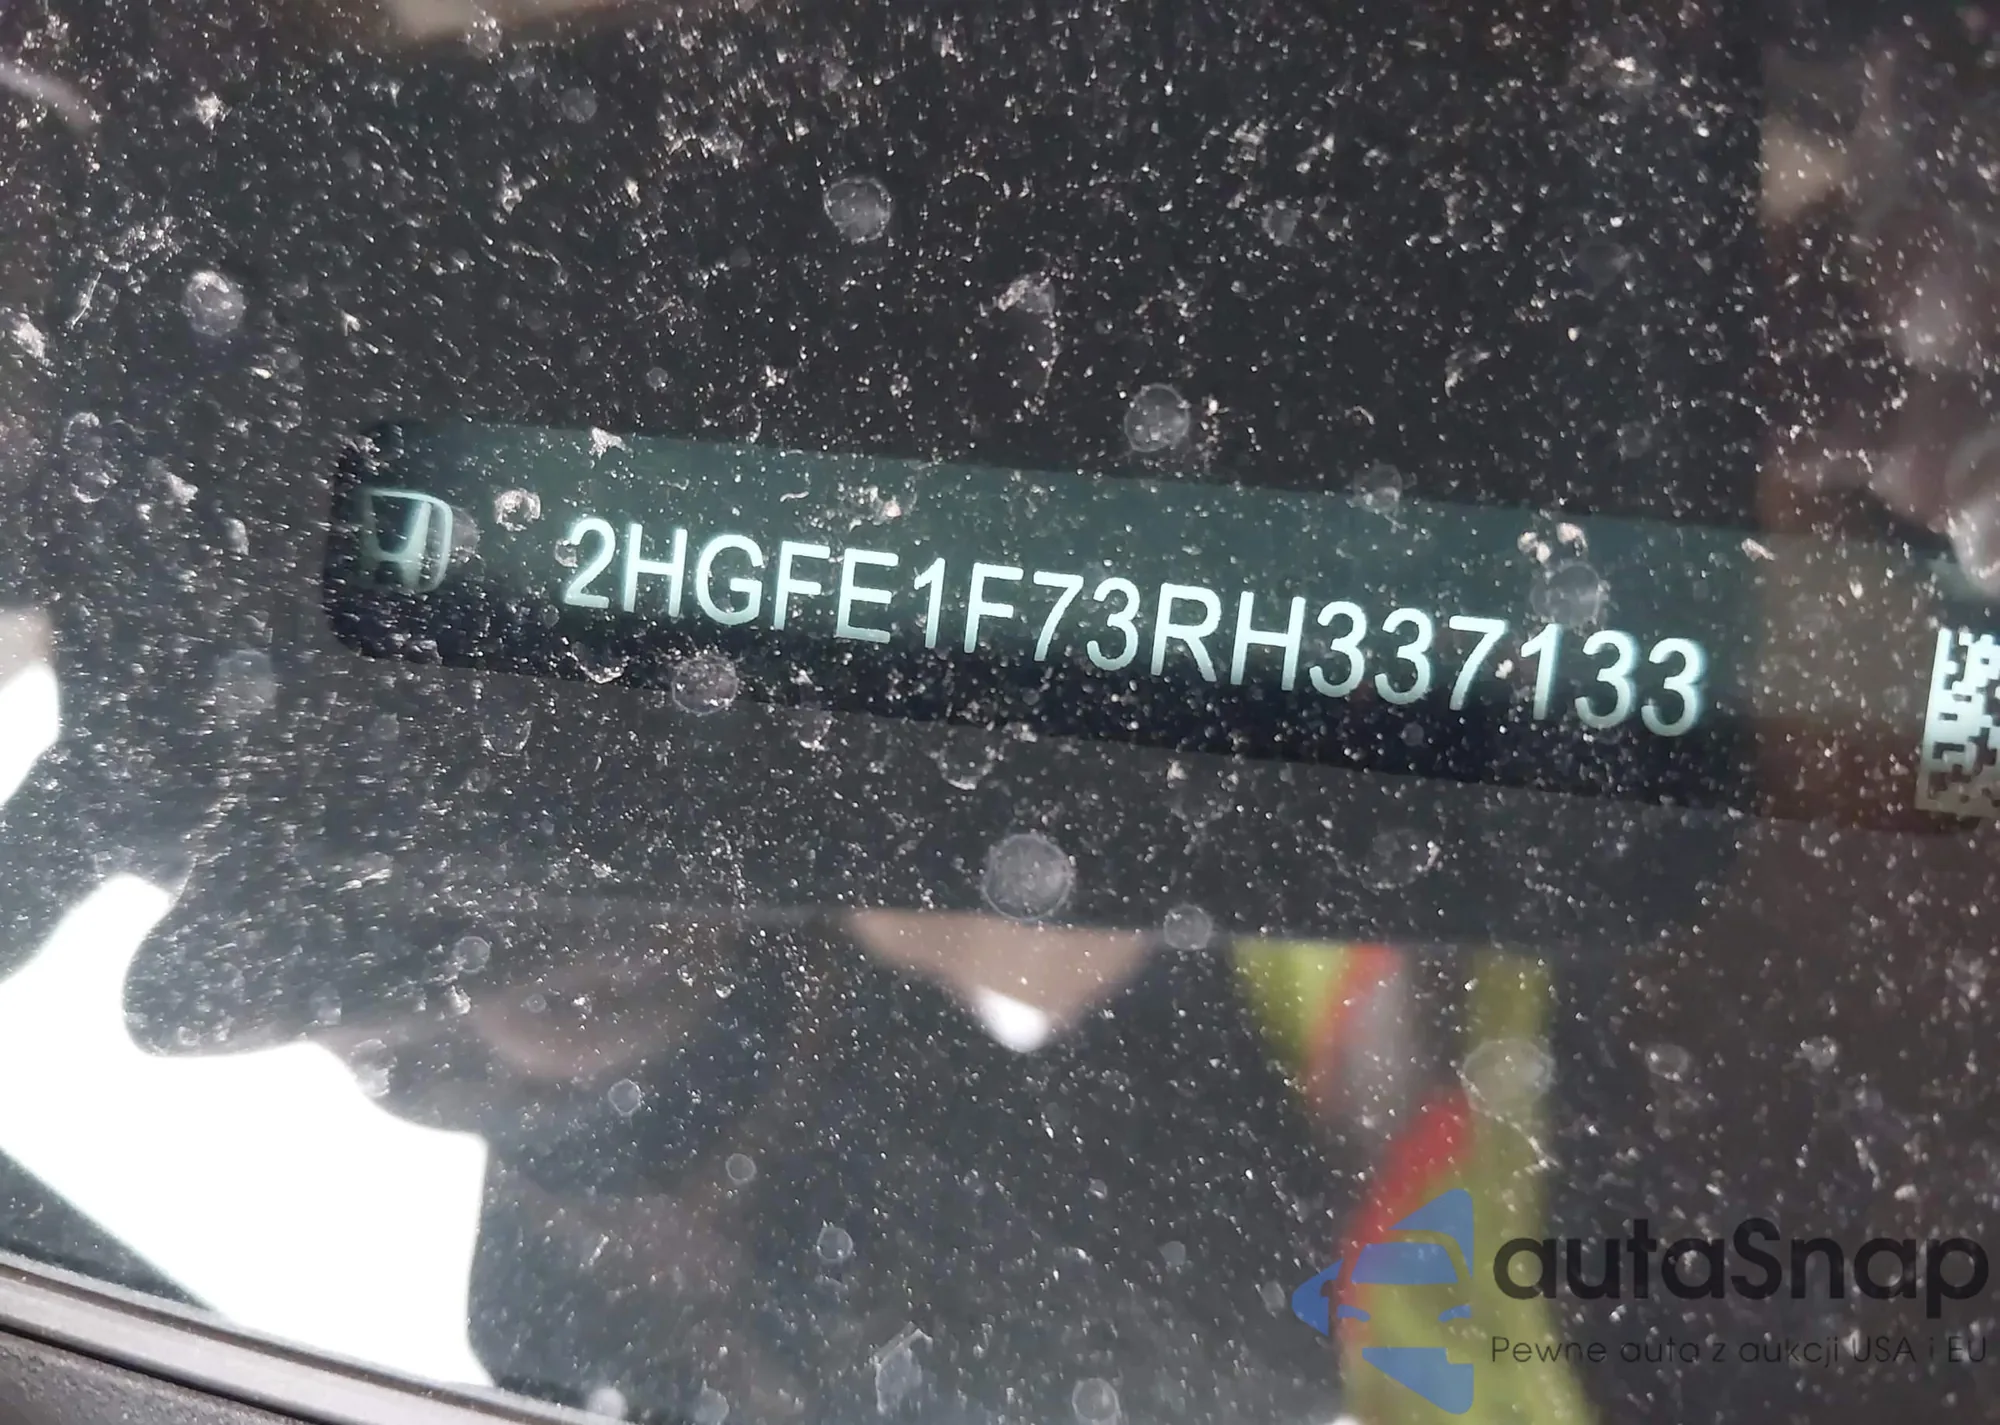 2HGFE1F73RH337133
autaSnap
Pewne auta z aukcji USA i EU